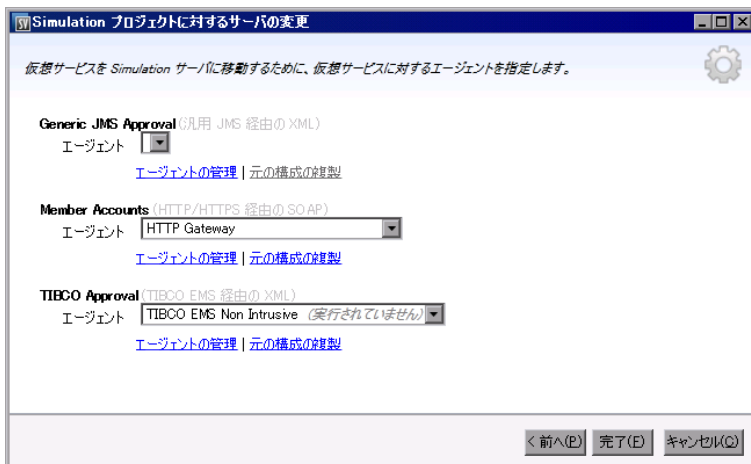 SV Simulation プロジェクトに対するサーバの変更
仮想サービスを Simulation サーバに移動するために、仮想サービスに対するエージェントを指定します。
Generic JMS Approval (汎用 JMS 経由の XML)
エージェント
エージェントの管理 | 元の構成の複製
Member Accounts (HTTP/HTTPS 経由の SOAP)
エージェント HTTP Gateway
エージェントの管理 | 元の構成の複製
TIBCO Approval (TIBCO EMS 経由の XML)
エージェント TIBCO EMS Non Intrusive (実行されていません)
エージェントの管理 | 元の構成の複製
< 前へ(P) 完了(F) キャンセル(C)